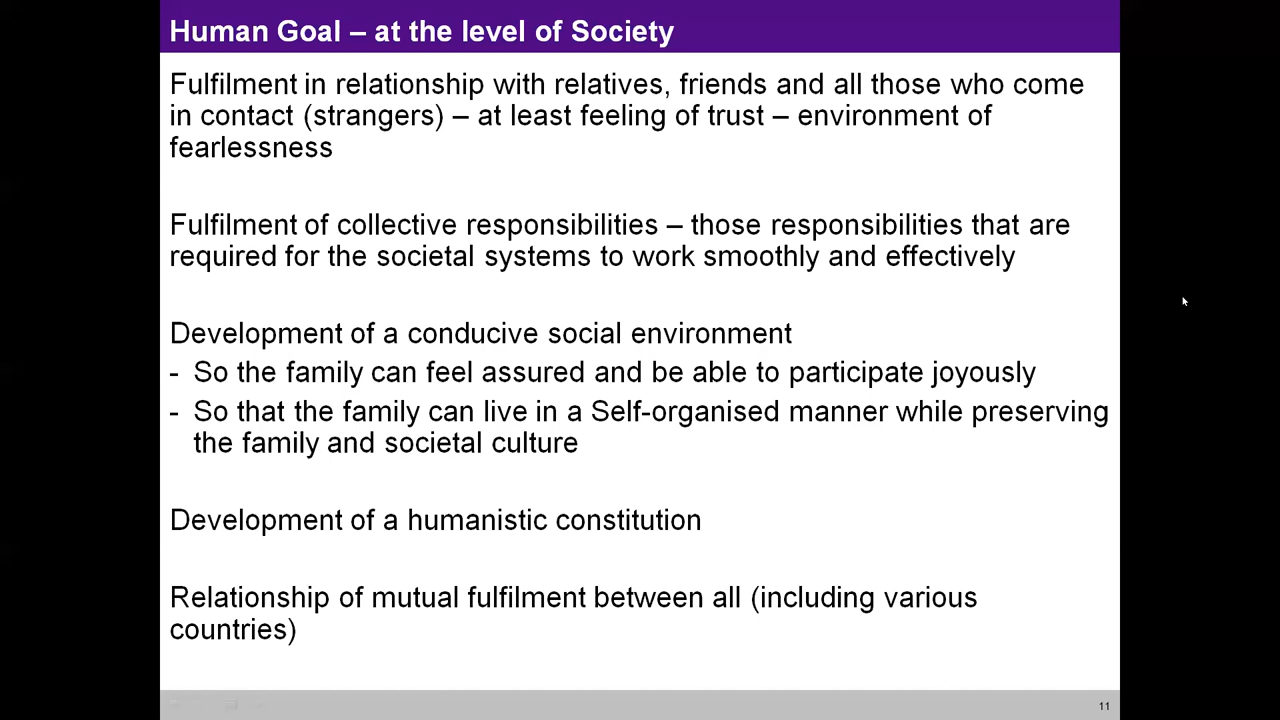 Human Goal – at the level of Society
Fulfilment in relationship with relatives, friends and all those who come
in contact (strangers) – at least feeling of trust – environment of
fearlessness
Fulfilment of collective responsibilities – those responsibilities that are
required for the societal systems to work smoothly and effectively
Development of a conducive social environment
- So the family can feel assured and be able to participate joyously
- So that the family can live in a Self-organised manner while preserving
the family and societal culture
Development of a humanistic constitution
Relationship of mutual fulfilment between all (including various
countries)
11